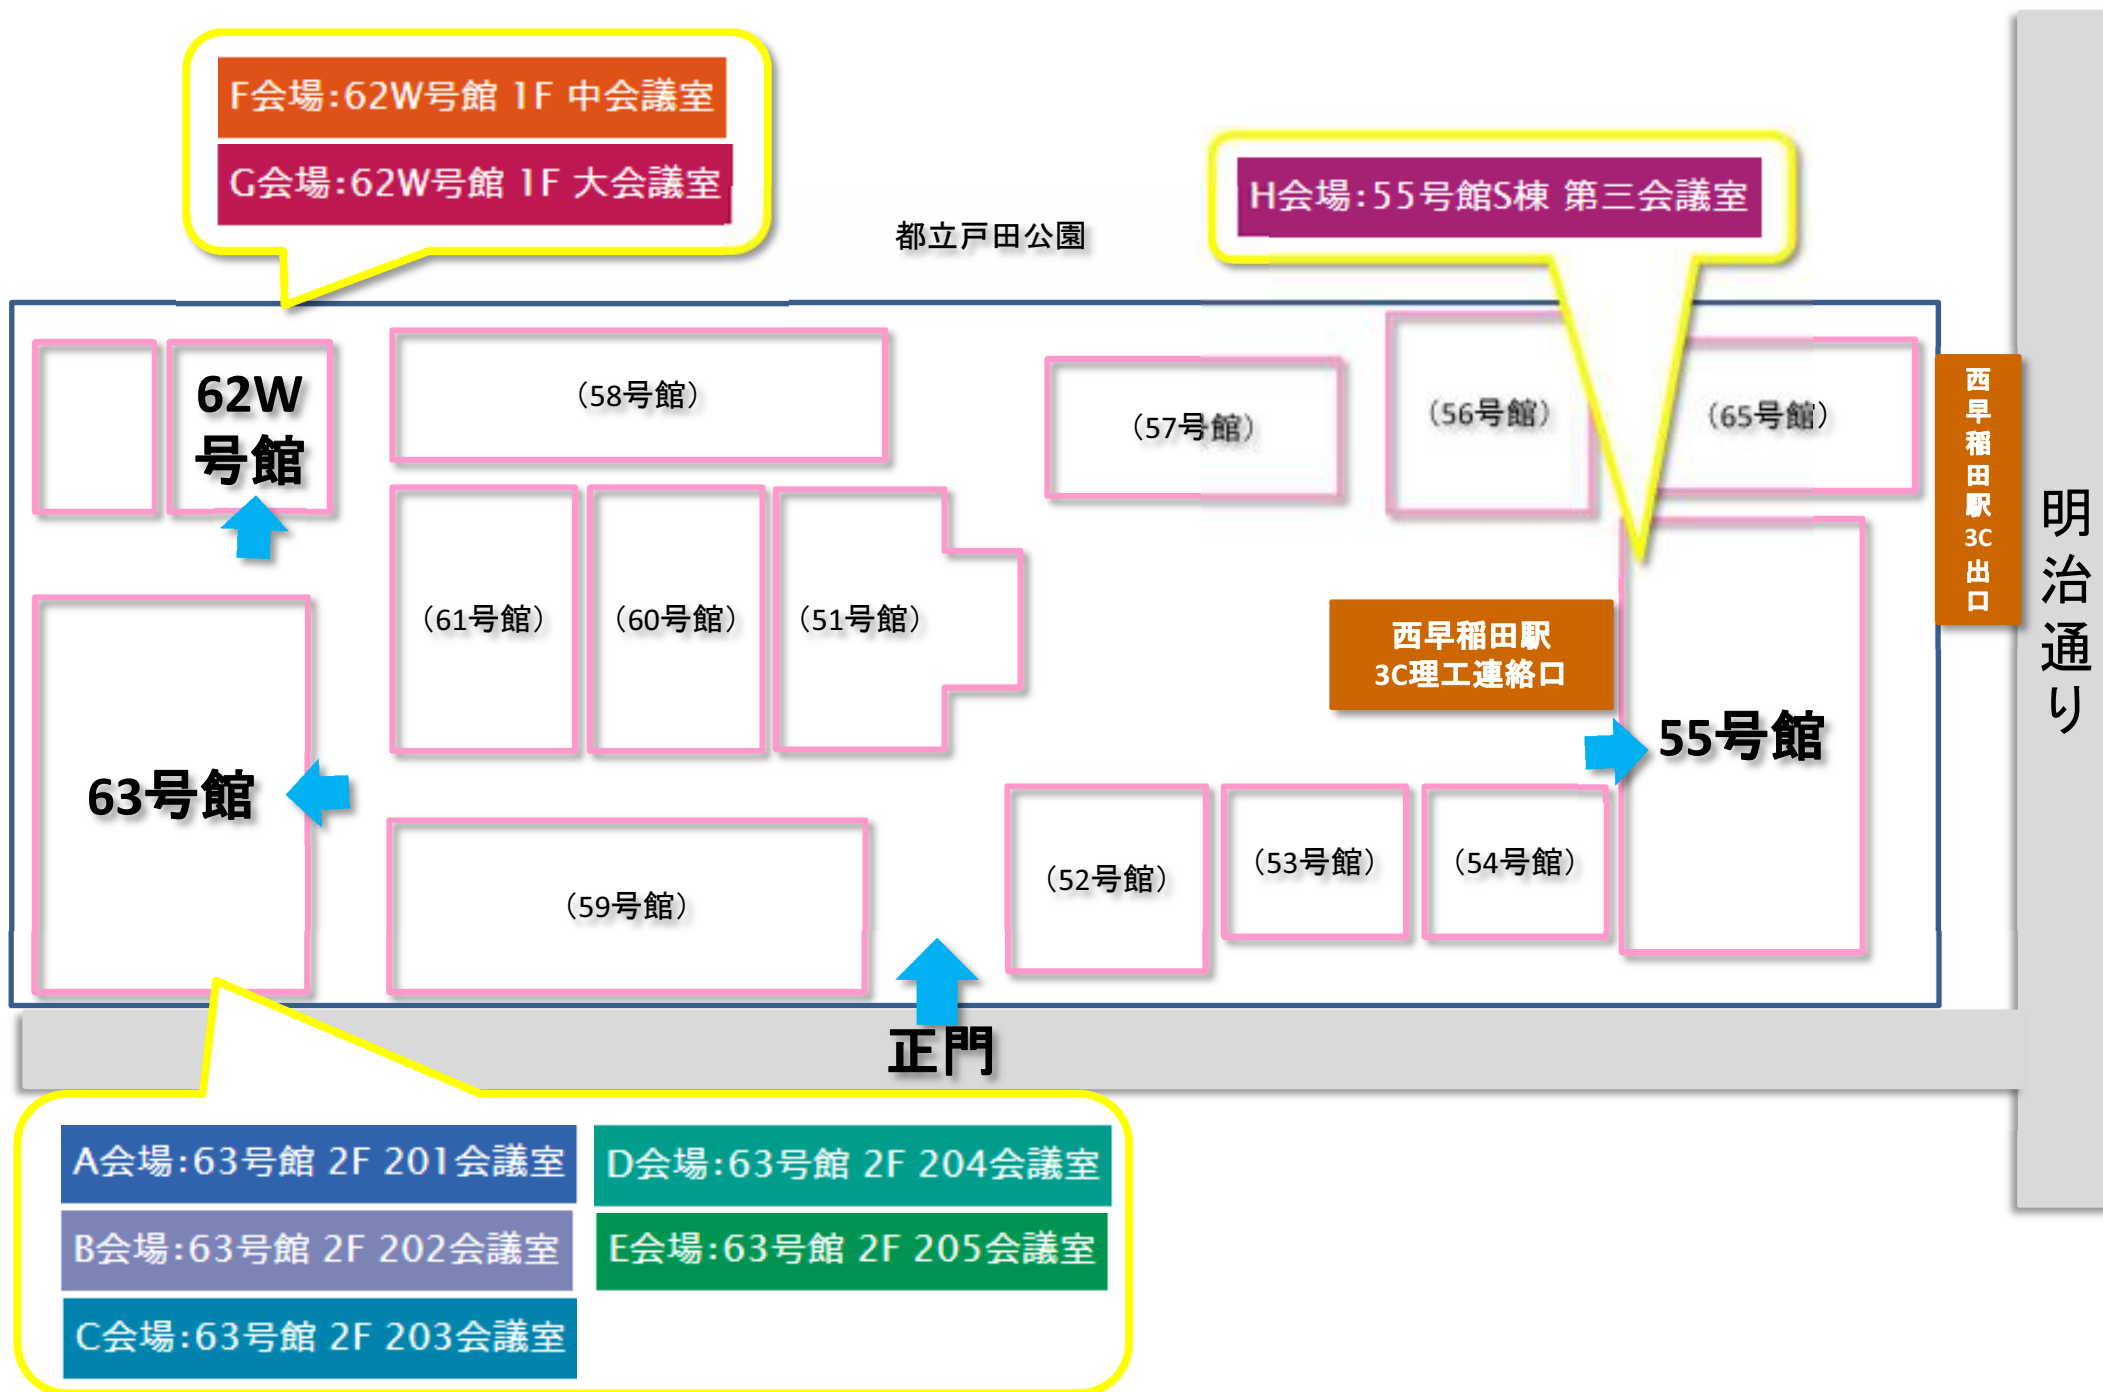 F会場:62W号館 1F 中会議室
G会場:62W号館 1F 大会議室
H会場:55号館S棟 第三会議室
都立戸田公園
62W
号館
(58号館)
(57号館)
(56号館)
(65号館)
西早稲田駅3C出口
明治通り
(61号館)
(60号館)
(51号館)
西早稲田駅
3C理工連絡口
55号館
63号館
(59号館)
(52号館)
(53号館)
(54号館)
正門
A会場:63号館 2F 201会議室
B会場:63号館 2F 202会議室
C会場:63号館 2F 203会議室
D会場:63号館 2F 204会議室
E会場:63号館 2F 205会議室